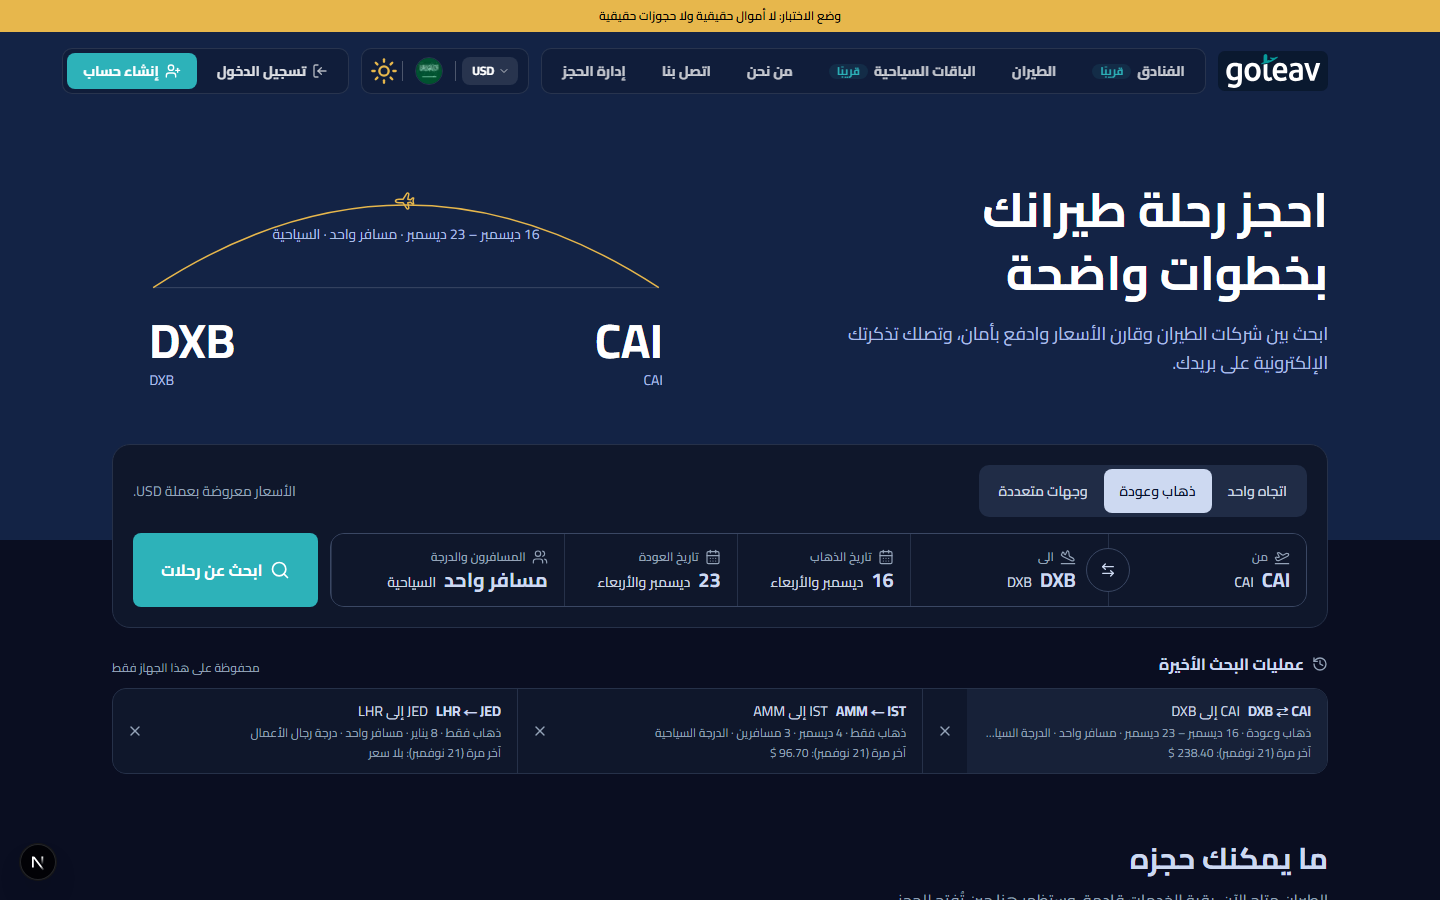 وضع الاختبار: لا أموال حقيقية ولا حجوزات حقيقية
goteav
الفنادق قريبًا الطيران الباقات السياحية قريبًا من نحن اتصل بنا إدارة الحجز
USD
تسجيل الدخول
إنشاء حساب
احجز رحلة طيرانك
بخطوات واضحة
ابحث بين شركات الطيران وقارن الأسعار وادفع بأمان، وتصلك تذكرتك
الإلكترونية على بريدك.
16 ديسمبر – 23 ديسمبر · مسافر واحد · السياحية
CAI
CAI
DXB
DXB
اتجاه واحد ذهاب وعودة وجهات متعددة
الأسعار معروضة بعملة USD.
من
CAI CAI
الى
DXB DXB
تاريخ الذهاب
16 ديسمبر والأربعاء
تاريخ العودة
23 ديسمبر والأربعاء
المسافرون والدرجة
مسافر واحد السياحية
ابحث عن رحلات
عمليات البحث الأخيرة
محفوظة على هذا الجهاز فقط
CAI ⇄ DXB CAI إلى DXB
ذهاب وعودة · 16 ديسمبر – 23 ديسمبر · مسافر واحد · الدرجة السيا...
آخر مرة (21 نوفمبر): 238.40 $
IST ← AMM IST إلى AMM
ذهاب فقط · 4 ديسمبر · 3 مسافرين · الدرجة السياحية
آخر مرة (21 نوفمبر): 96.70 $
JED ← LHR JED إلى LHR
ذهاب فقط · 8 يناير · مسافر واحد · درجة رجال الأعمال
آخر مرة (21 نوفمبر): بلا سعر
ما يمكنك حجزه
N